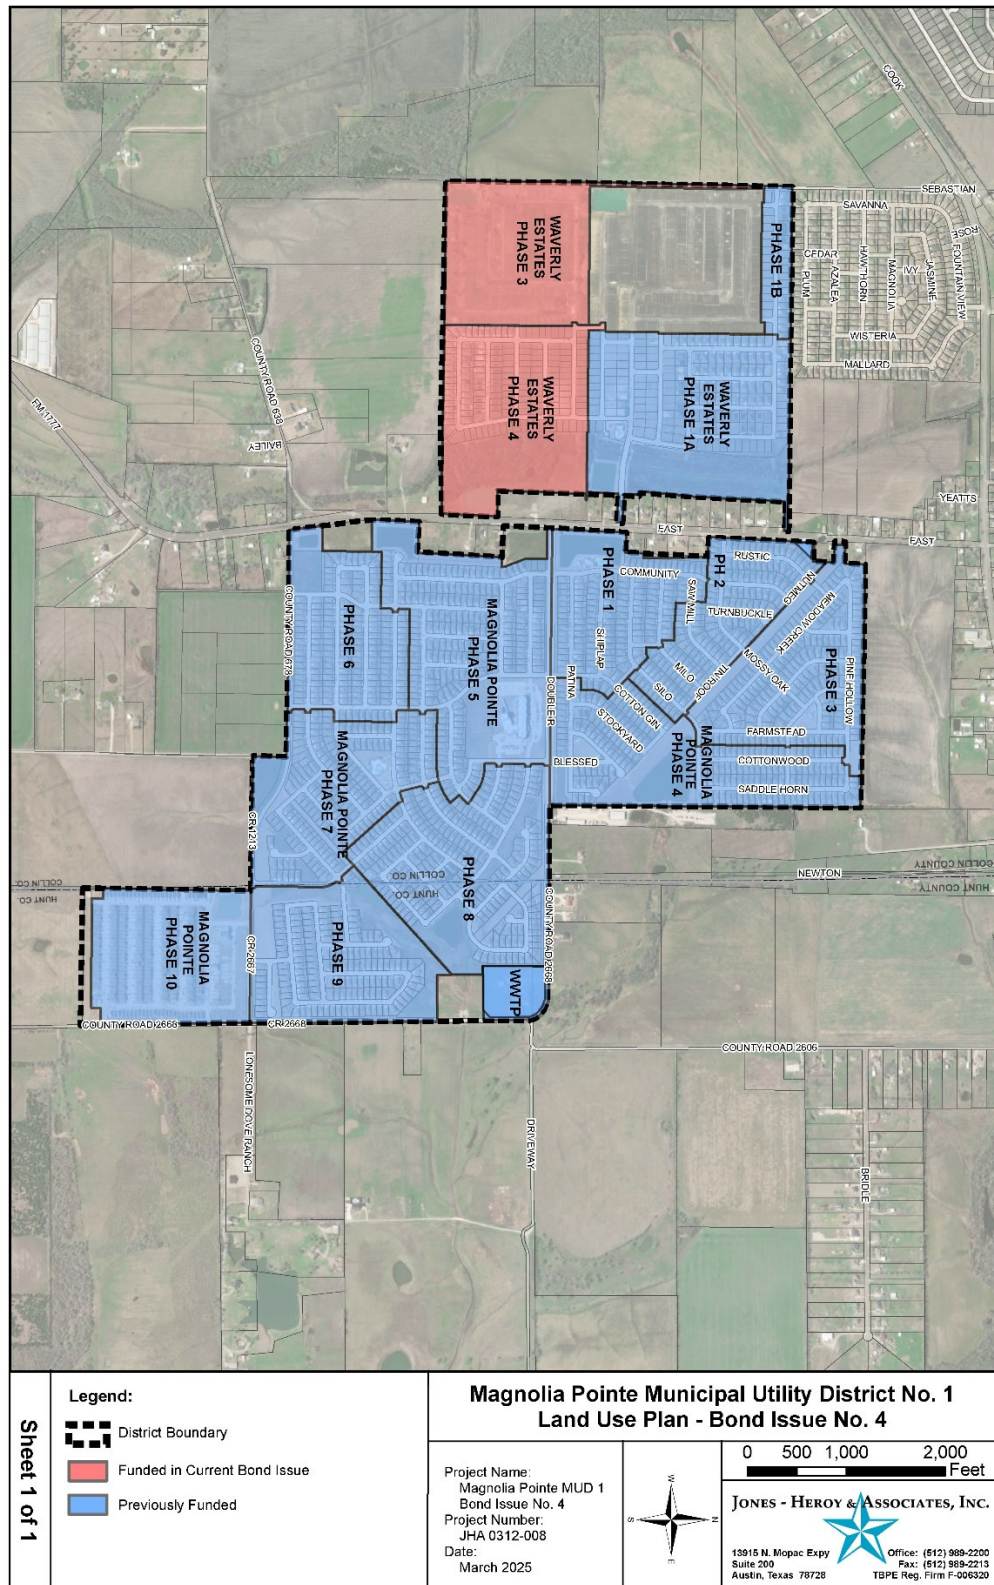 COOK
SEBASTIAN
SAVANNA
ROSE
FOUNTAIN VIEW
CEDAR
PLUM
AZALEA
HAWTHORN
MAGNOLIA
IVY
JASMINE
WISTERIA
MALLARD
PHASE 1B
WAVERLY
ESTATES
PHASE 3
WAVERLY
ESTATES
PHASE 4
WAVERLY
ESTATES
PHASE 1A
COUNTY ROAD 638
BAILEY
FM 1777
YEATTS
EAST
EAST
PHASE 1
COMMUNITY
SHIPLAP
PATINA
SAW MILL
PH 2
RUSTIC
TURNBUCKLE
NUTMEG
MEADOW CREEK
PINE HOLLOW
PHASE 3
MOSSY OAK
TIN ROOF
MILO
SILO
COTTON GIN
STOCKYARD
FARMSTEAD
COTTONWOOD
SADDLE HORN
MAGNOLIA
POINTE
PHASE 4
BLESSED
DOUBLE R
COUNTY ROAD 678
PHASE 6
MAGNOLIA POINTE
PHASE 5
MAGNOLIA POINTE
PHASE 7
PHASE 8
CR 1213
COLLIN CO.
HUNT CO.
COLLIN CO.
HUNT CO.
NEWTON
COLLIN COUNTY
HUNT COUNTY
COUNTY ROAD 2668
MAGNOLIA
POINTE
PHASE 10
CR 2667
PHASE 9
WWTP
COUNTY ROAD 2668
CR 2668
COUNTY ROAD 2606
LONESOME DOVE RANCH
DRIVEWAY
BRIDLE
Sheet 1 of 1
Legend:
District Boundary
Funded in Current Bond Issue
Previously Funded
Magnolia Pointe Municipal Utility District No. 1
Land Use Plan - Bond Issue No. 4
Project Name:
Magnolia Pointe MUD 1
Bond Issue No. 4
Project Number:
JHA 0312-008
Date:
March 2025
W
N
S
E
0 500 1,000 2,000
Feet
JONES - HEROY & ASSOCIATES, INC.
13915 N. Mopac Expy
Suite 200
Austin, Texas 78728
Office: (512) 989-2200
Fax: (512) 989-2213
TBPE Reg. Firm F-006320